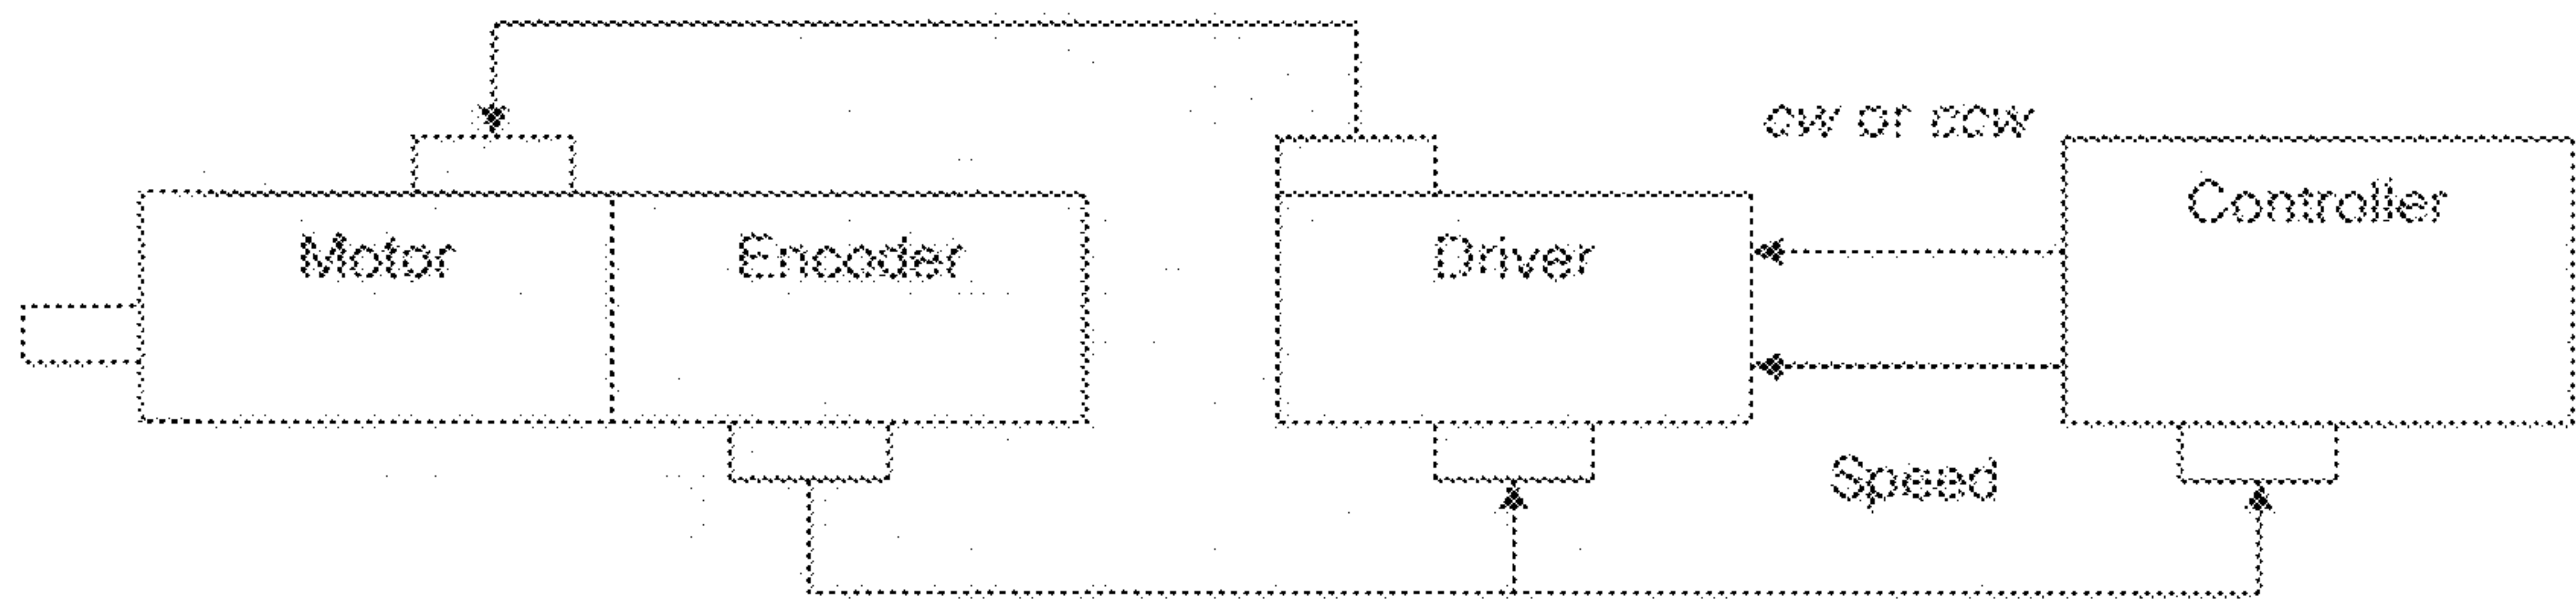 cw or ccw
Controller
Motor
Encoder
Driver
Speed